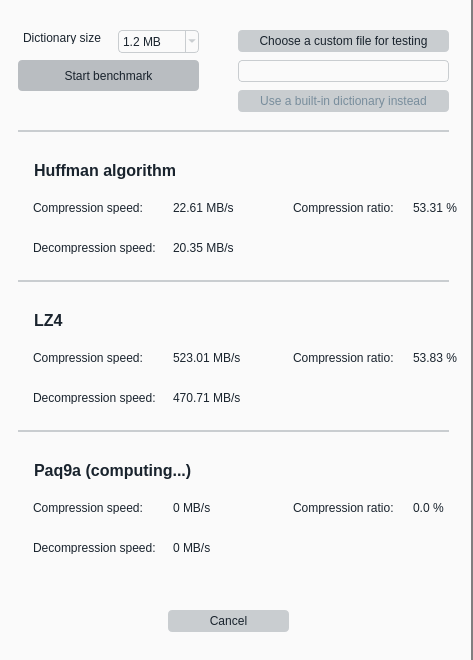 Dictionary size
1.2 MB
Choose a custom file for testing
Start benchmark
Use a built-in dictionary instead
Huffman algorithm
Compression speed: 22.61 MB/s Compression ratio: 53.31 %
Decompression speed: 20.35 MB/s
LZ4
Compression speed: 523.01 MB/s Compression ratio: 53.83 %
Decompression speed: 470.71 MB/s
Paq9a (computing...)
Compression speed: 0 MB/s Compression ratio: 0.0 %
Decompression speed: 0 MB/s
Cancel